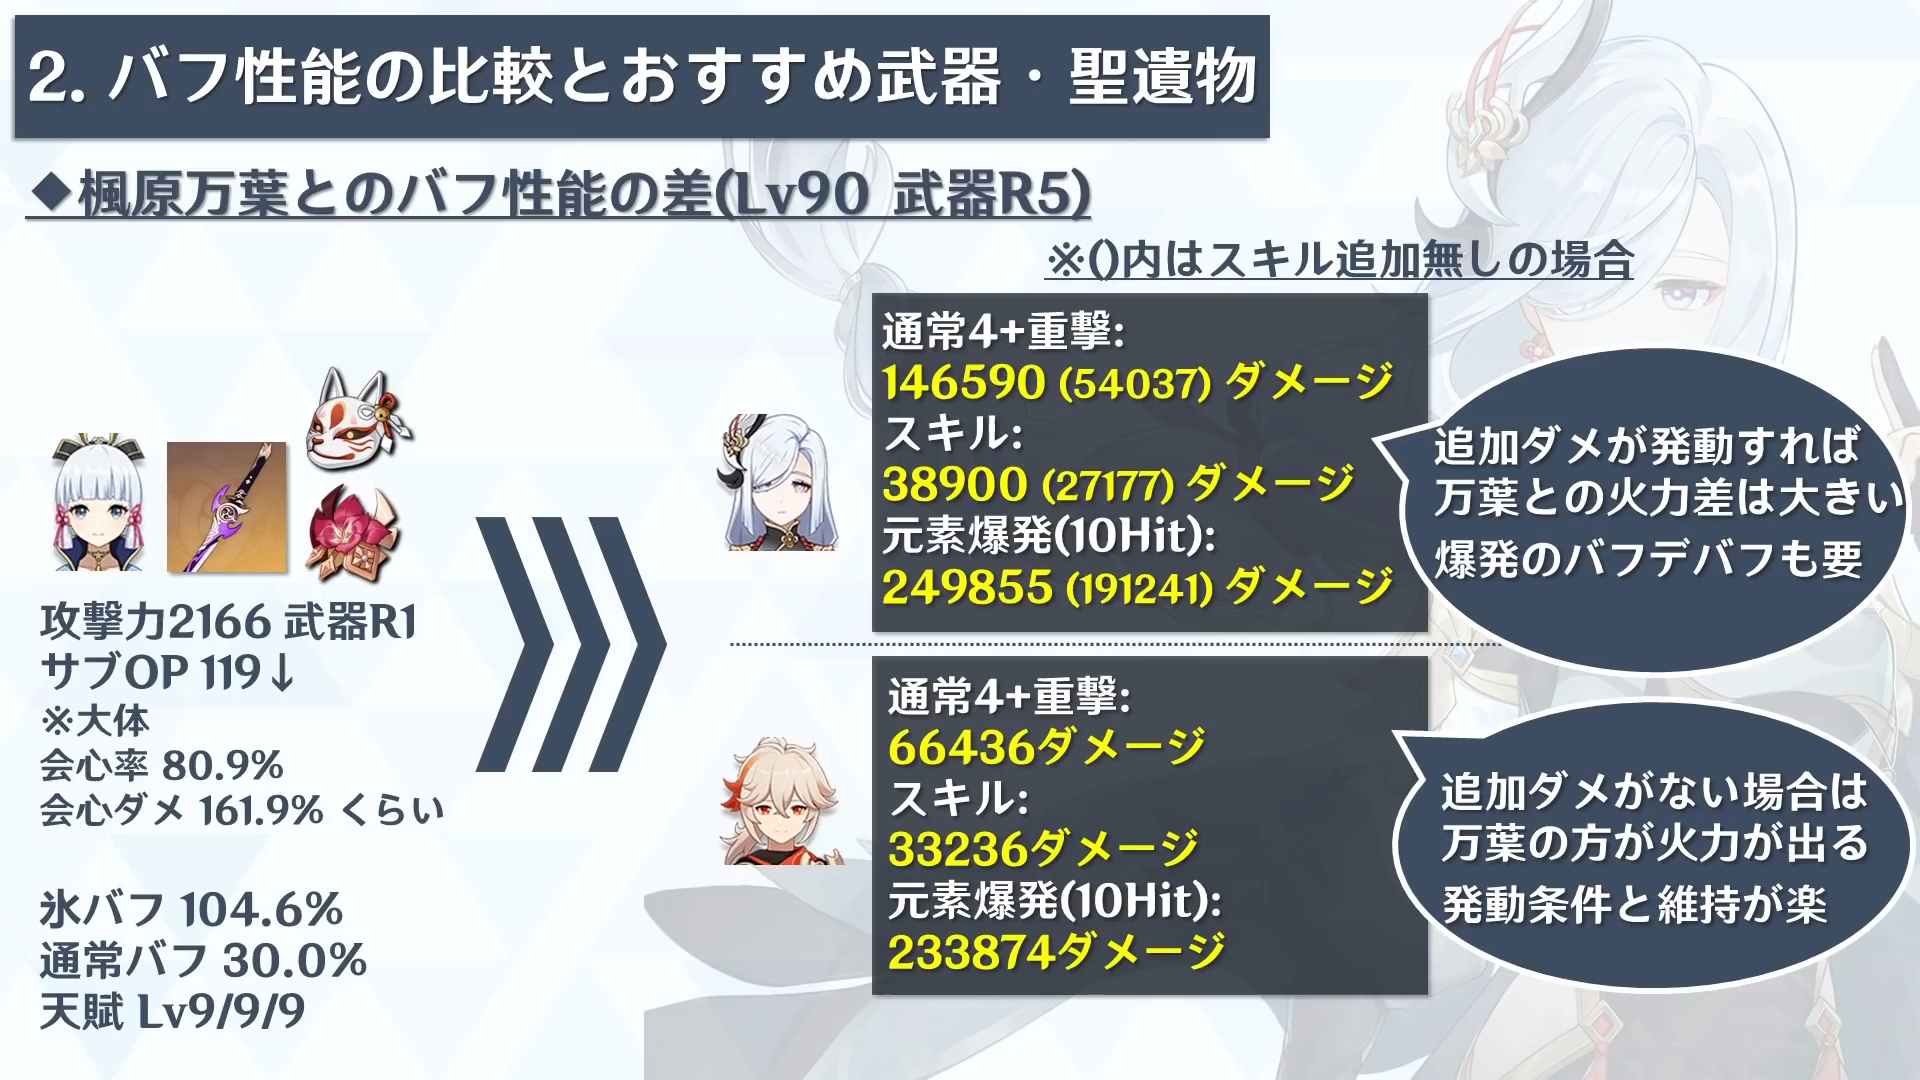 2. バフ性能の比較とおすすめ武器・聖遺物
◆楓原万葉とのバフ性能の差(Lv90 武器R5)
※()内はスキル追加無しの場合
攻撃力2166 武器R1
サブOP 119↓
※大体
会心率 80.9%
会心ダメ 161.9% くらい
氷バフ 104.6%
通常バフ 30.0%
天賦 Lv9/9/9
通常4+重撃:
146590 (54037) ダメージ
スキル:
38900 (27177) ダメージ
元素爆発(10Hit):
249855 (191241) ダメージ
追加ダメが発動すれば
万葉との火力差は大きい
爆発のバフデバフも要
通常4+重撃:
66436ダメージ
スキル:
33236ダメージ
元素爆発(10Hit):
233874ダメージ
追加ダメがない場合は
万葉の方が火力が出る
発動条件と維持が楽